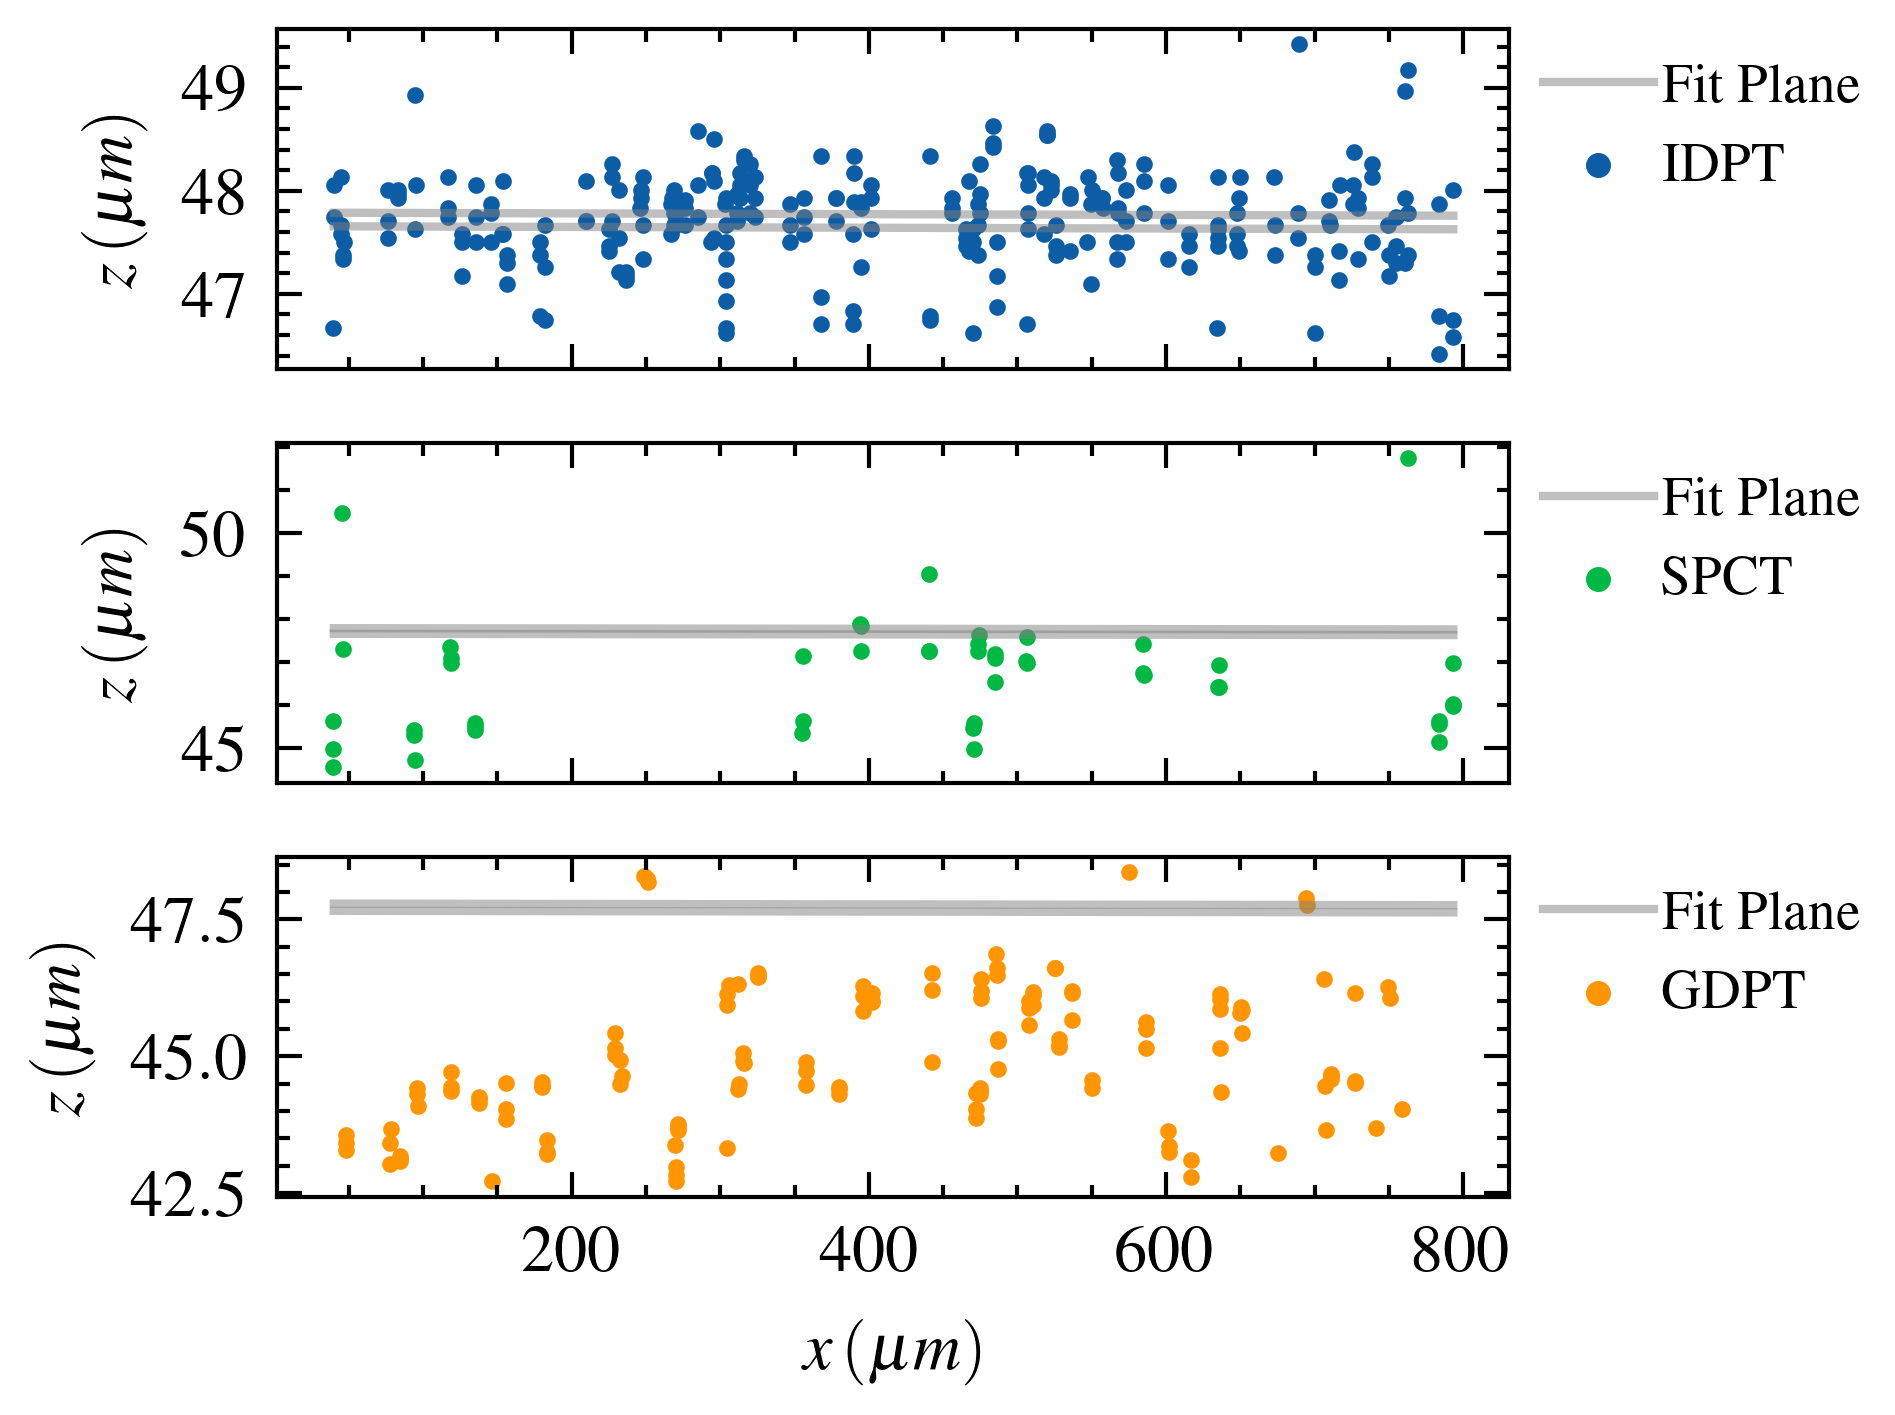 49
48
47
z (μm)
Fit Plane
IDPT
50
45
z (μm)
Fit Plane
SPCT
47.5
45.0
42.5
z (μm)
Fit Plane
GDPT
200 400 600 800
x (μm)